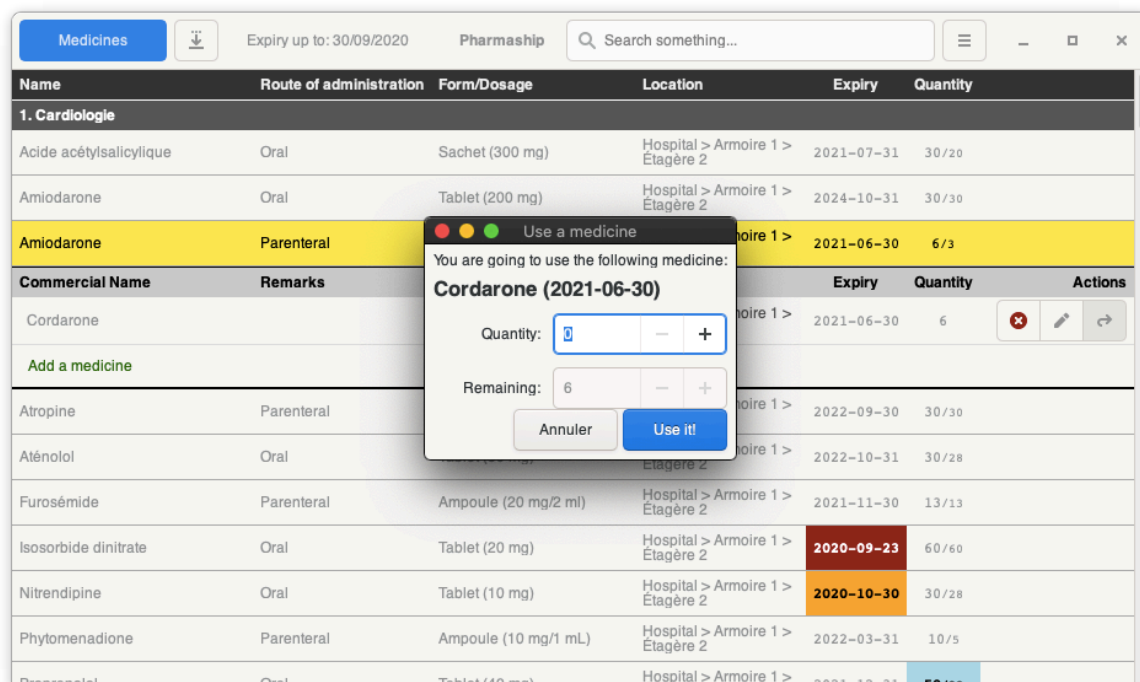 Medicines Expiry up to: 30/09/2020 Pharmaship Search something...
Name Route of administration Form/Dosage Location Expiry Quantity
1. Cardiologie
Acide acétylsalicylique Oral Sachet (300 mg) Hospital > Armoire 1 > Étagère 2 2021-07-31 30/20
Amiodarone Oral Tablet (200 mg) Hospital > Armoire 1 > Étagère 2 2024-10-31 30/30
Use a medicine
Amiodarone Parenteral 1 > 2021-06-30 6/3
You are going to use the following medicine:
Cordarone (2021-06-30)
Commercial Name Remarks Expiry Quantity Actions
Cordarone 1 > 2021-06-30 6
Quantity: 0
Add a medicine
Remaining: 6
Annuler Use it!
Atropine Parenteral 1 > 2022-09-30 30/30
Aténolol Oral 1 > Étagère 2 2022-10-31 30/28
Furosémide Parenteral Ampoule (20 mg/2 ml) Hospital > Armoire 1 > Étagère 2 2021-11-30 13/13
Isosorbide dinitrate Oral Tablet (20 mg) Hospital > Armoire 1 > Étagère 2 2020-09-23 60/60
Nitrendipine Oral Tablet (10 mg) Hospital > Armoire 1 > Étagère 2 2020-10-30 30/28
Phytomenadione Parenteral Ampoule (10 mg/1 mL) Hospital > Armoire 1 > Étagère 2 2022-03-31 10/5
Hospital > Armoire 1 >